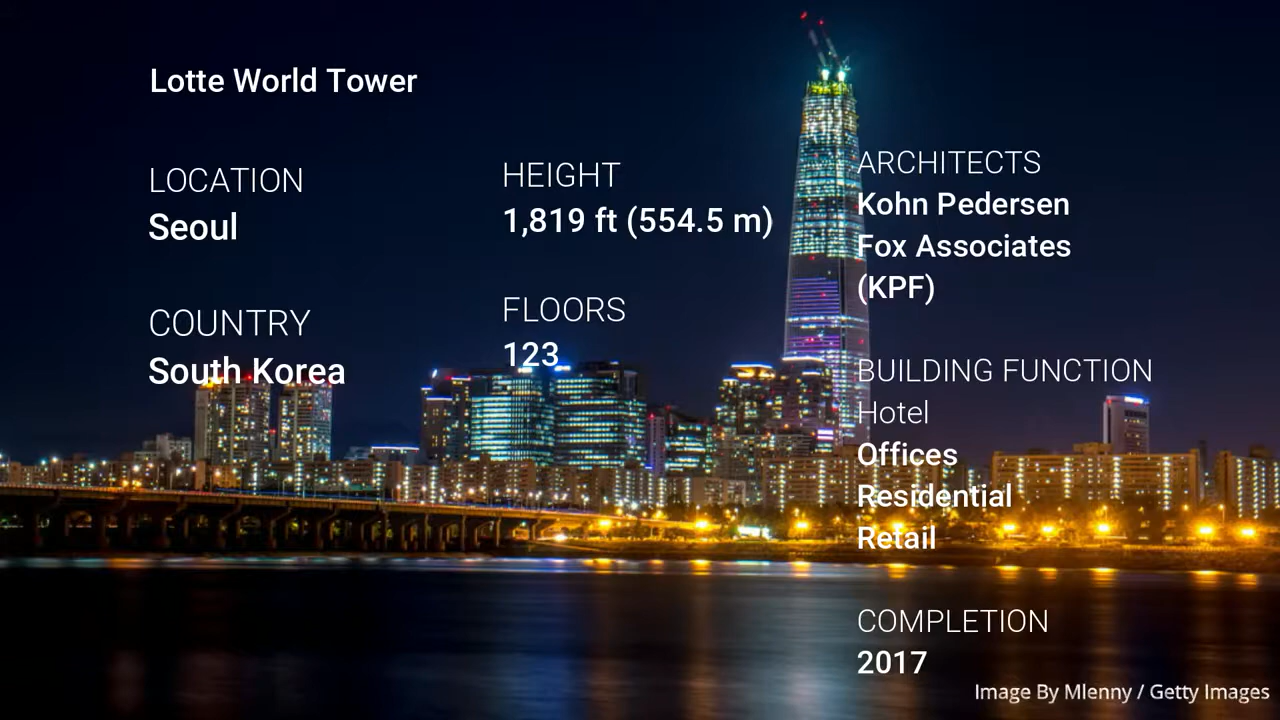 Lotte World Tower
LOCATION
Seoul
COUNTRY
South Korea
HEIGHT
1,819 ft (554.5 m)
FLOORS
123
ARCHITECTS
Kohn Pedersen
Fox Associates
(KPF)
BUILDING FUNCTION
Hotel
Offices
Residential
Retail
COMPLETION
2017
Image By Mlenny / Getty Images